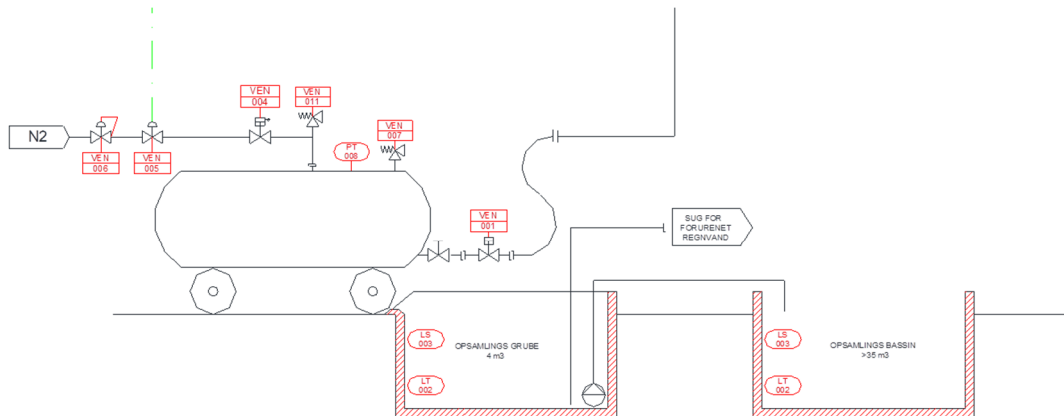 VEN
004
VEN
011
N2
VEN
006
VEN
005
PT
008
VEN
007
VEN
001
SUG FOR
FORURENET
REGNVAND
LS
003
OPSAMLINGS GRUBE
4 m3
LT
002
LS
003
OPSAMLINGS BASSIN
>35 m3
LT
002